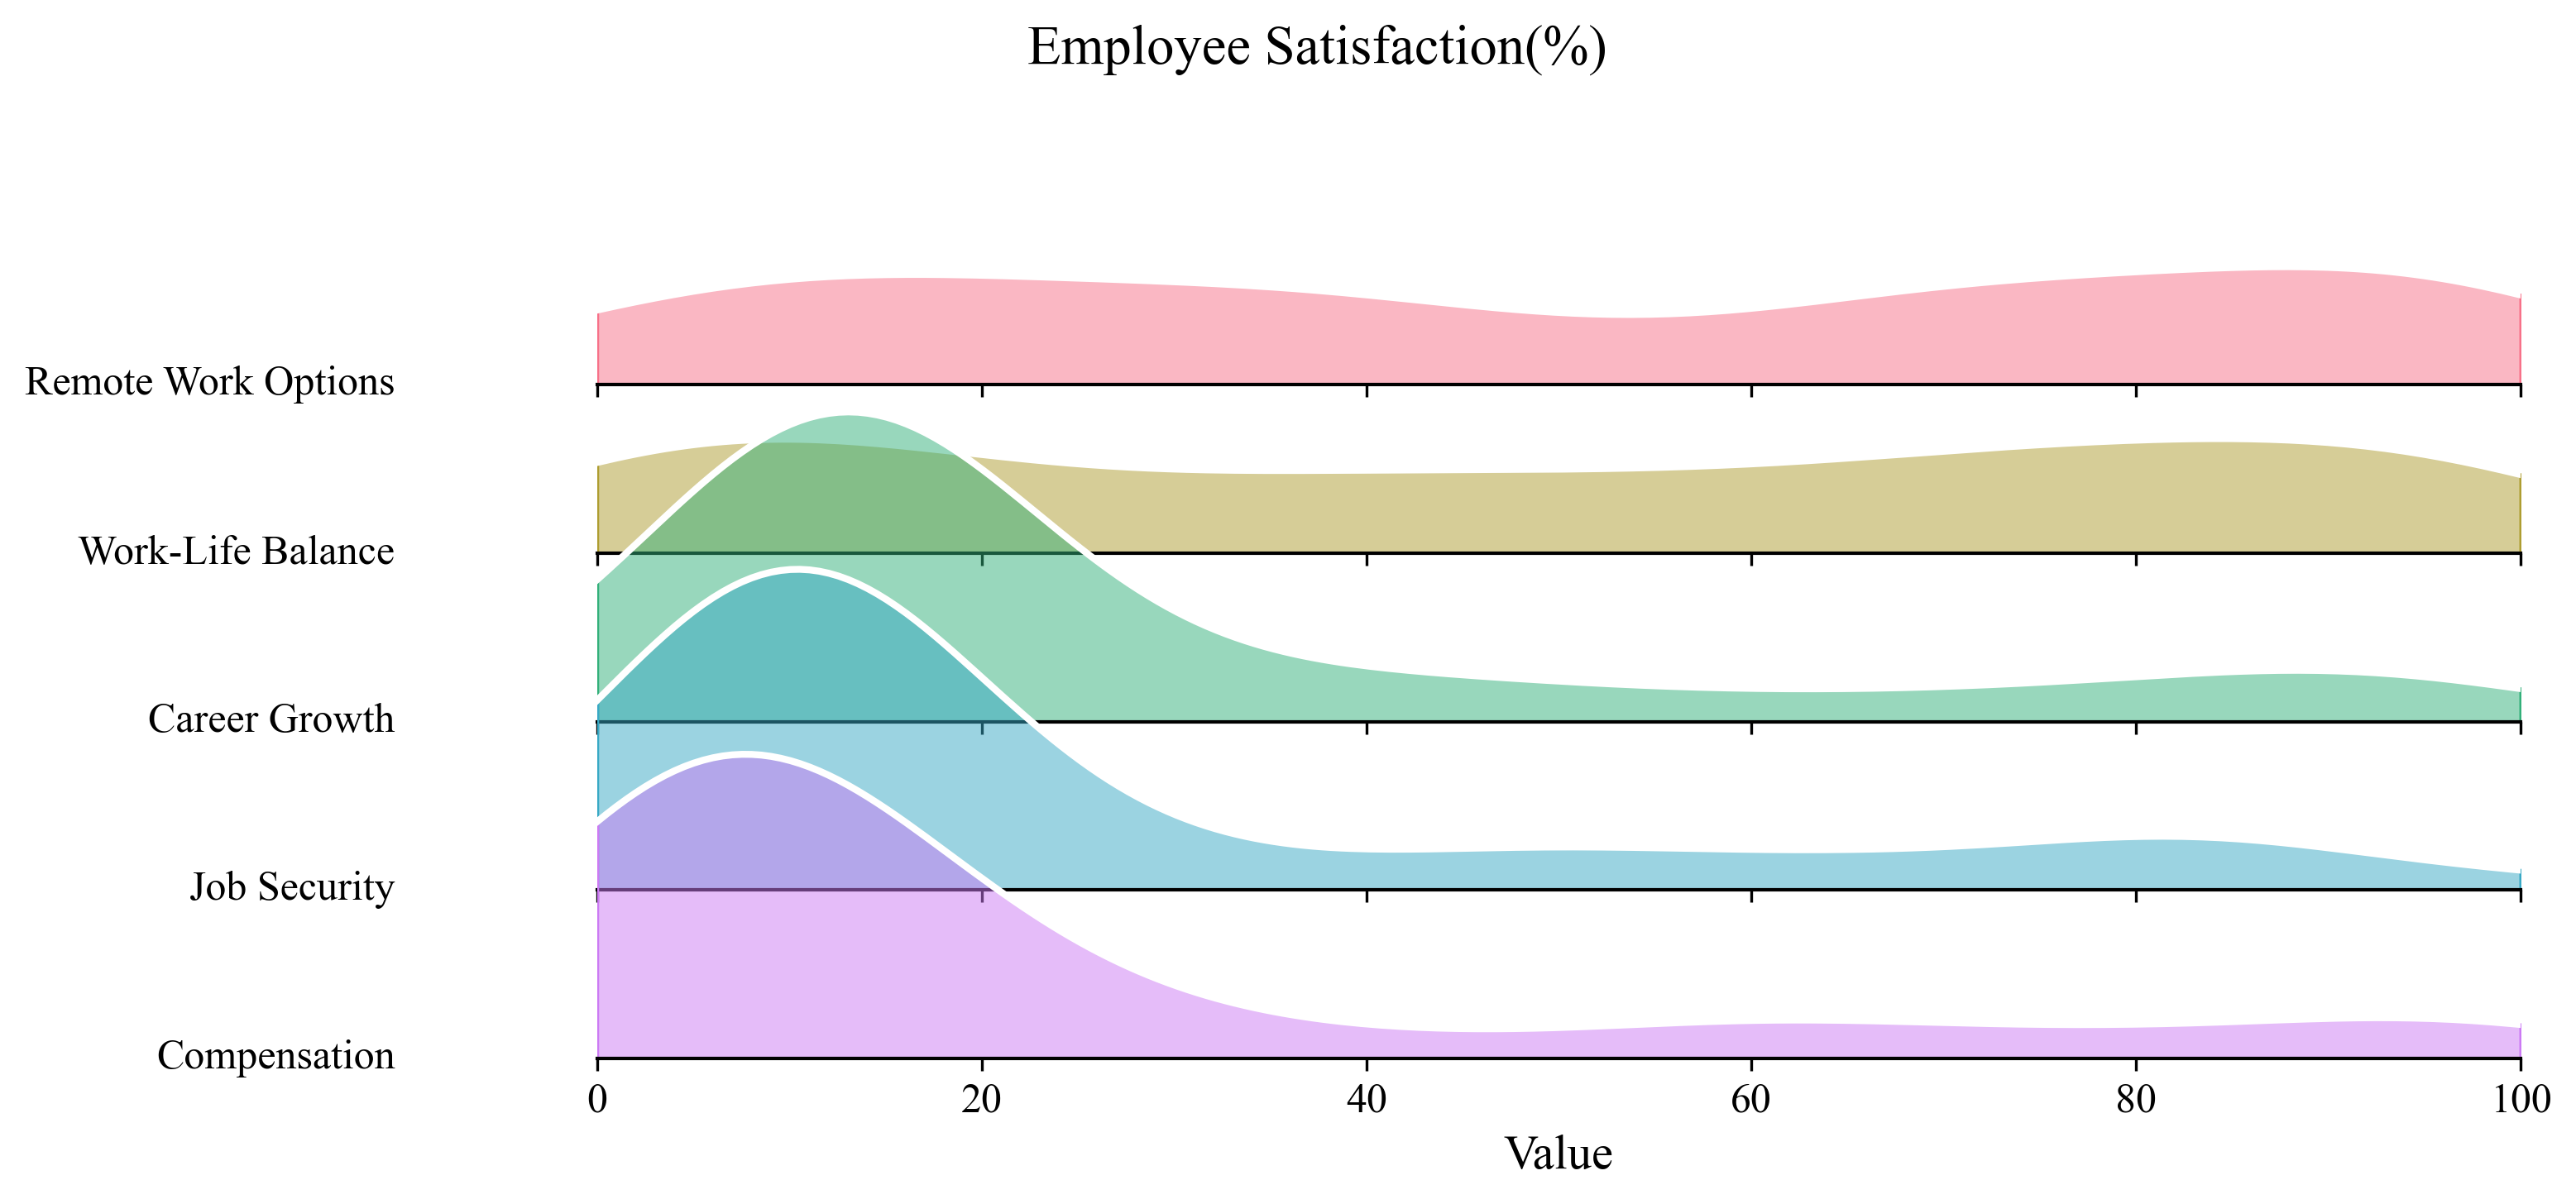 Employee Satisfaction(%)
Remote Work Options
Work-Life Balance
Career Growth
Job Security
Compensation
0 20 40 60 80 100
Value